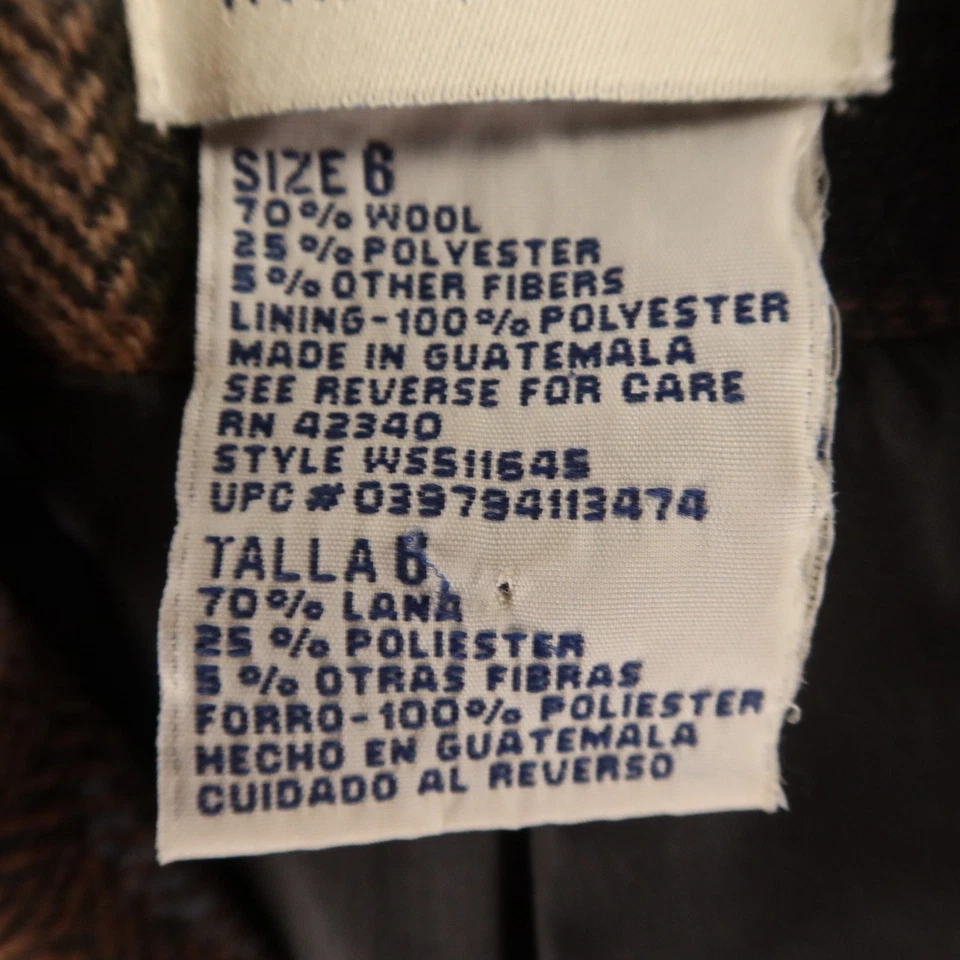 SIZE 6
70% WOOL
25% POLYESTER
5% OTHER FIBERS
LINING-100% POLYESTER
MADE IN GUATEMALA
SEE REVERSE FOR CARE
RN 42340
STYLE WSS11645
UPC # 039794113474
TALLA 6
70% LANA
25 % POLIESTER
5 % OTRAS FIBRAS
FORRO-100% POLIESTER
HECHO EN GUATEMALA
CUIDADO AL REVERSO